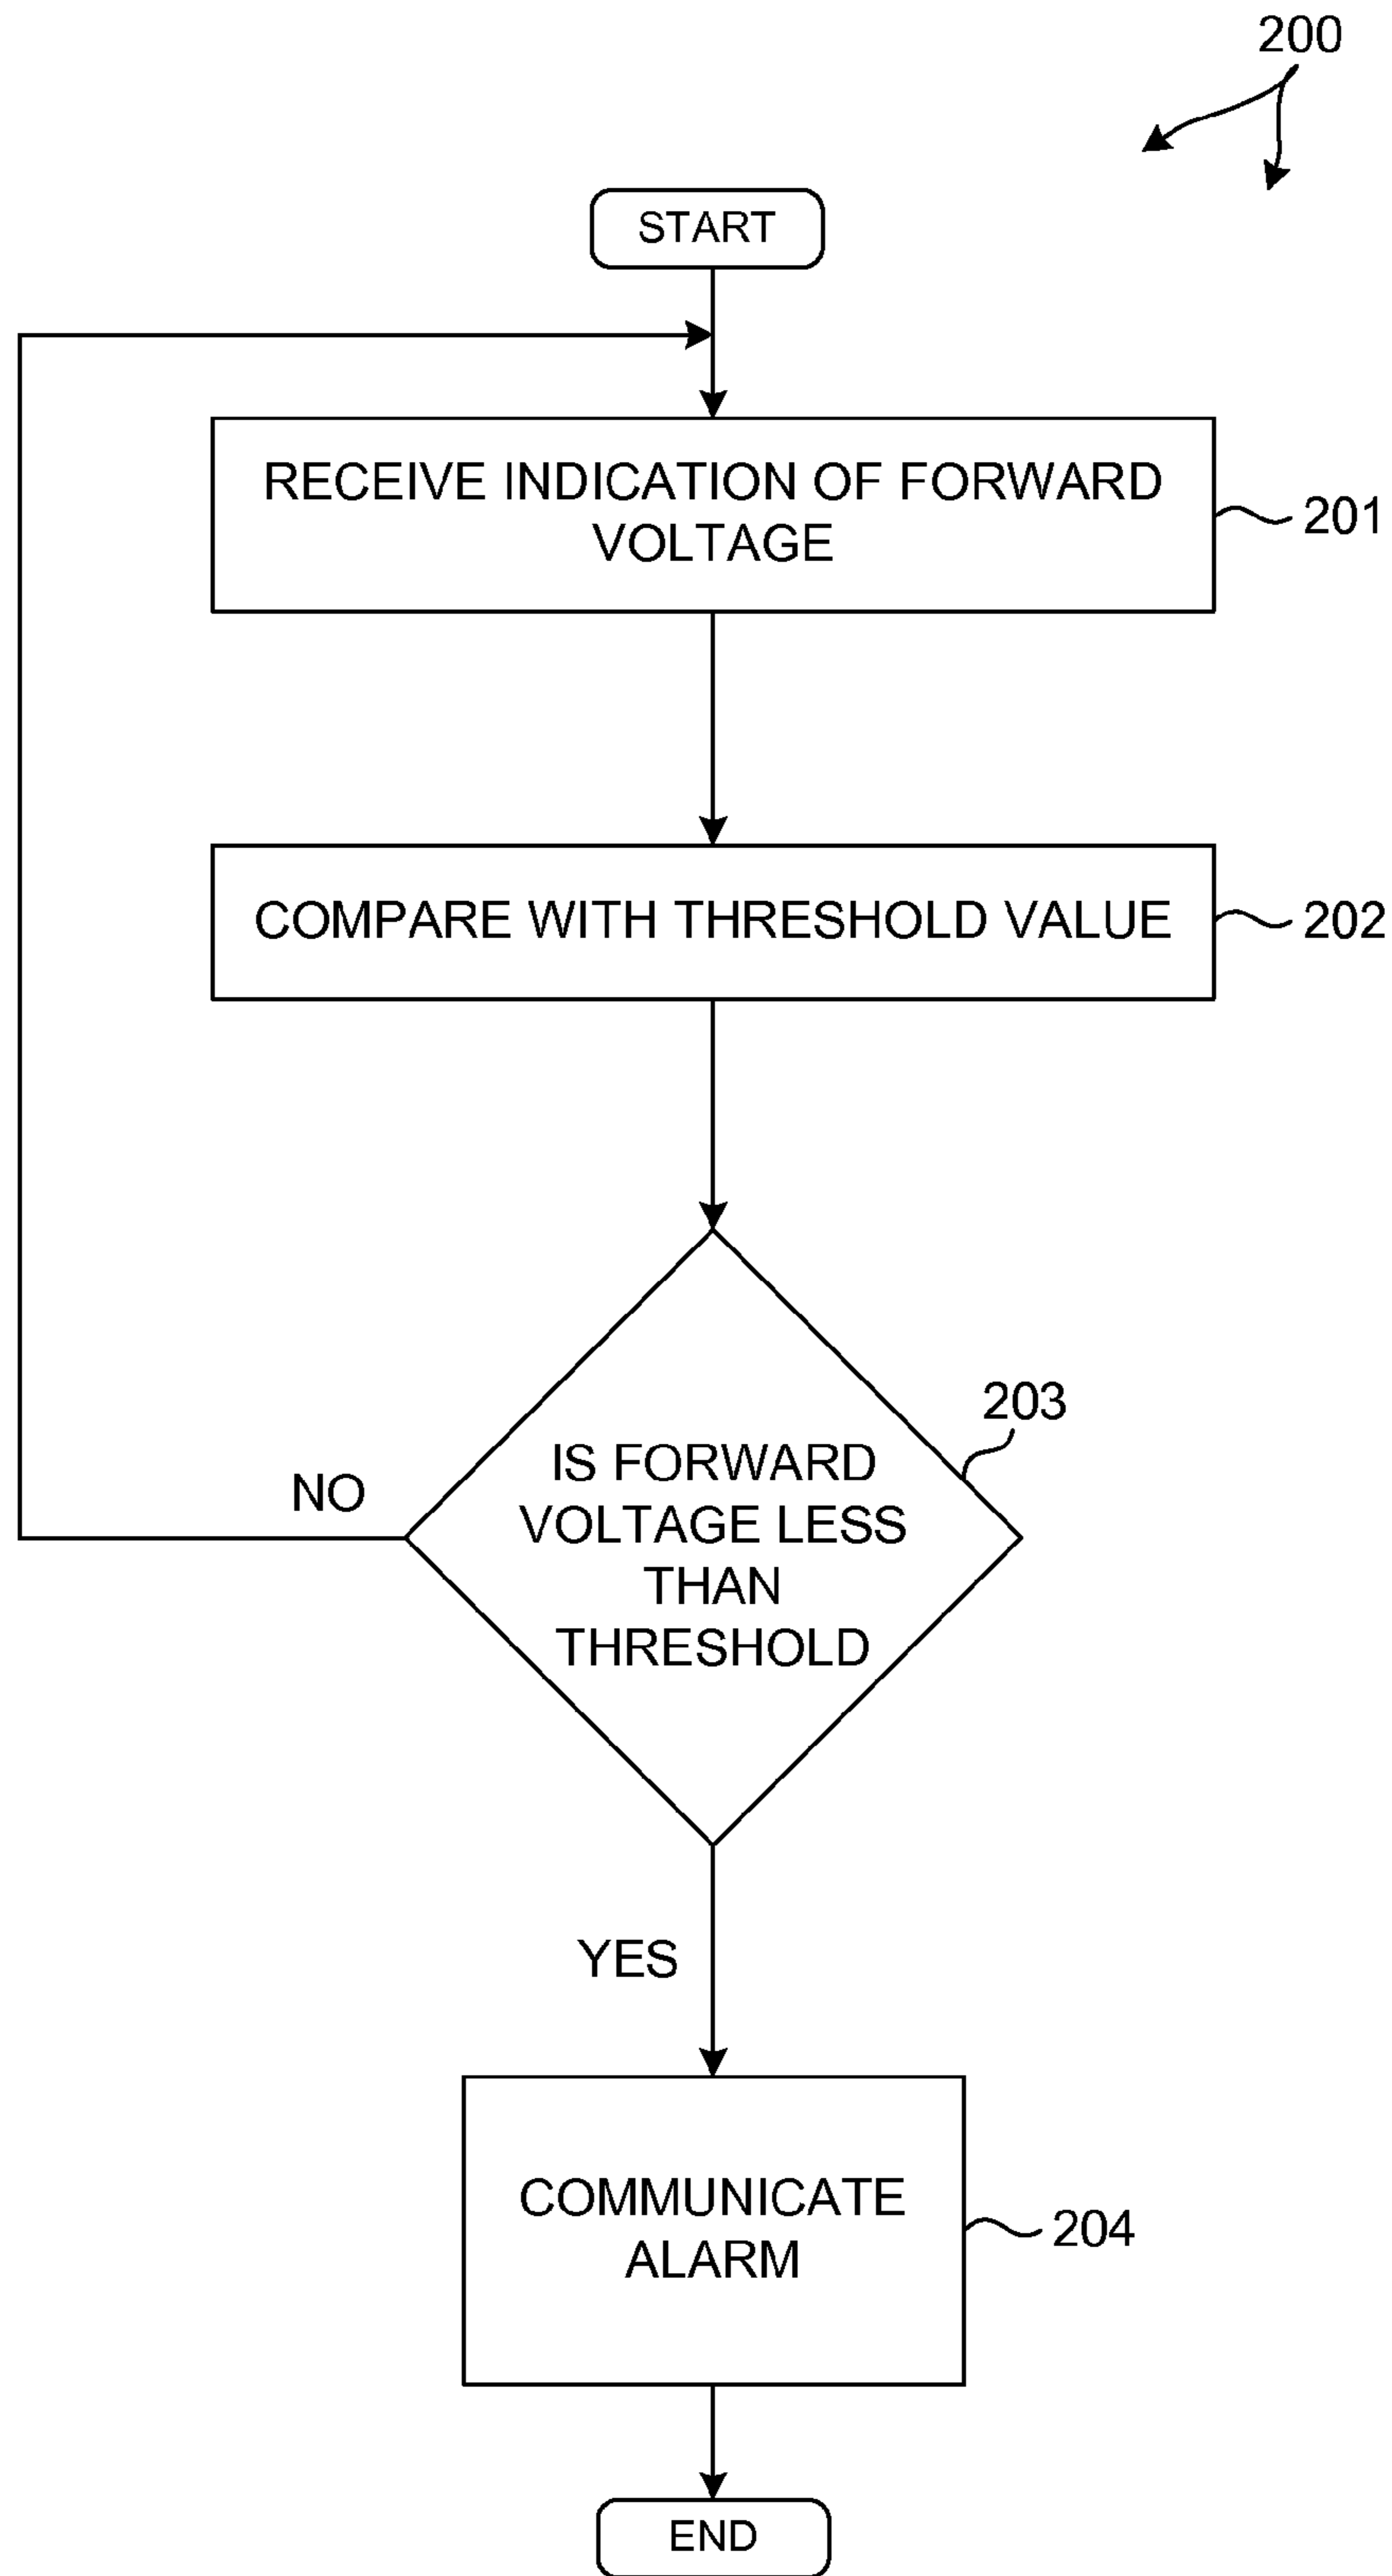 200
START
RECEIVE INDICATION OF FORWARD
VOLTAGE
201
COMPARE WITH THRESHOLD VALUE
202
203
IS FORWARD
VOLTAGE LESS
THAN
THRESHOLD
NO
YES
COMMUNICATE
ALARM
204
END